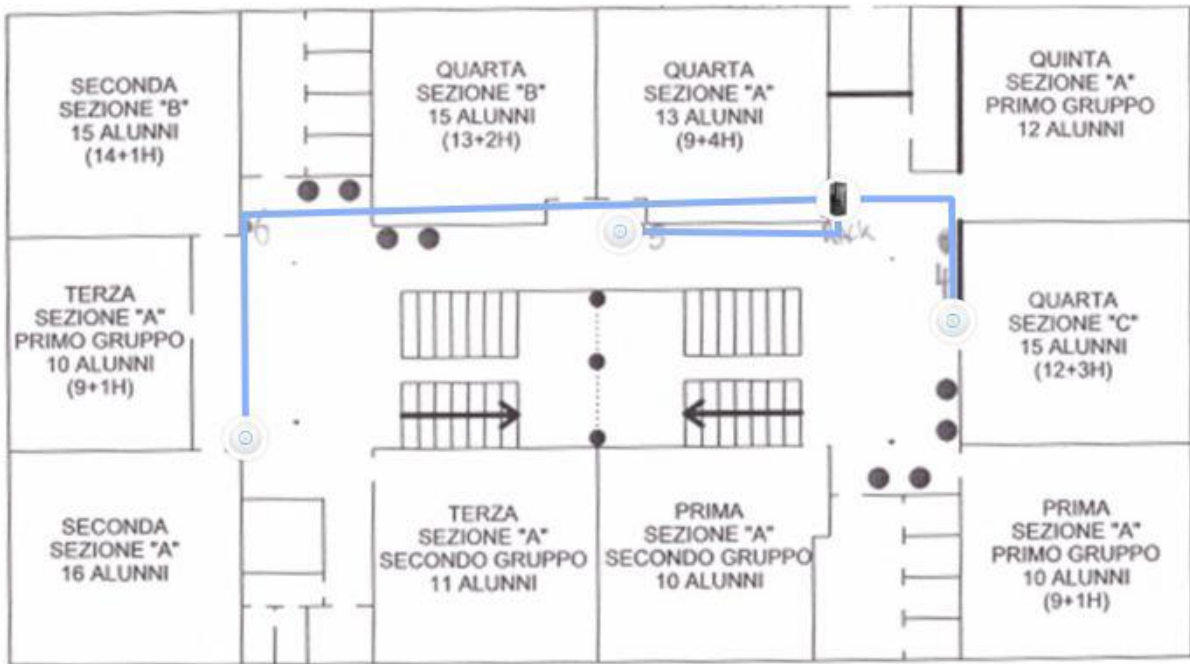 SECONDA
SEZIONE "B"
15 ALUNNI
(14+1H)
QUARTA
SEZIONE "B"
15 ALUNNI
(13+2H)
QUARTA
SEZIONE "A"
13 ALUNNI
(9+4H)
QUINTA
SEZIONE "A"
PRIMO GRUPPO
12 ALUNNI
6
5
4
TERZA
SEZIONE "A"
PRIMO GRUPPO
10 ALUNNI
(9+1H)
QUARTA
SEZIONE "C"
15 ALUNNI
(12+3H)
SECONDA
SEZIONE "A"
16 ALUNNI
TERZA
SEZIONE "A"
SECONDO GRUPPO
11 ALUNNI
PRIMA
SEZIONE "A"
SECONDO GRUPPO
10 ALUNNI
PRIMA
SEZIONE "A"
PRIMO GRUPPO
10 ALUNNI
(9+1H)